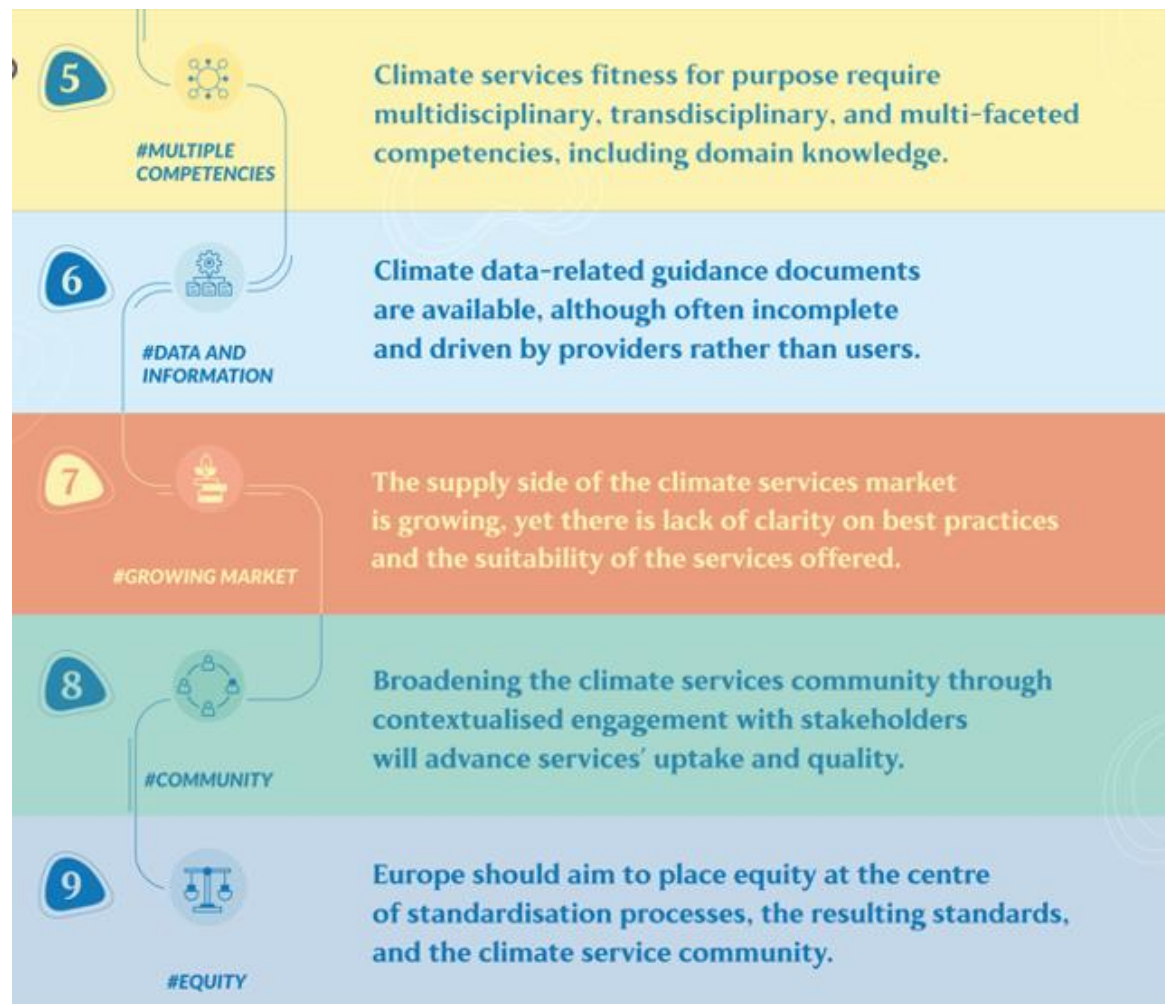 5
#MULTIPLE
COMPETENCIES
Climate services fitness for purpose require
multidisciplinary, transdisciplinary, and multi-faceted
competencies, including domain knowledge.
6
#DATA AND
INFORMATION
Climate data-related guidance documents
are available, although often incomplete
and driven by providers rather than users.
7
#GROWING MARKET
The supply side of the climate services market
is growing, yet there is lack of clarity on best practices
and the suitability of the services offered.
8
#COMMUNITY
Broadening the climate services community through
contextualised engagement with stakeholders
will advance services' uptake and quality.
9
#EQUITY
Europe should aim to place equity at the centre
of standardisation processes, the resulting standards,
and the climate service community.